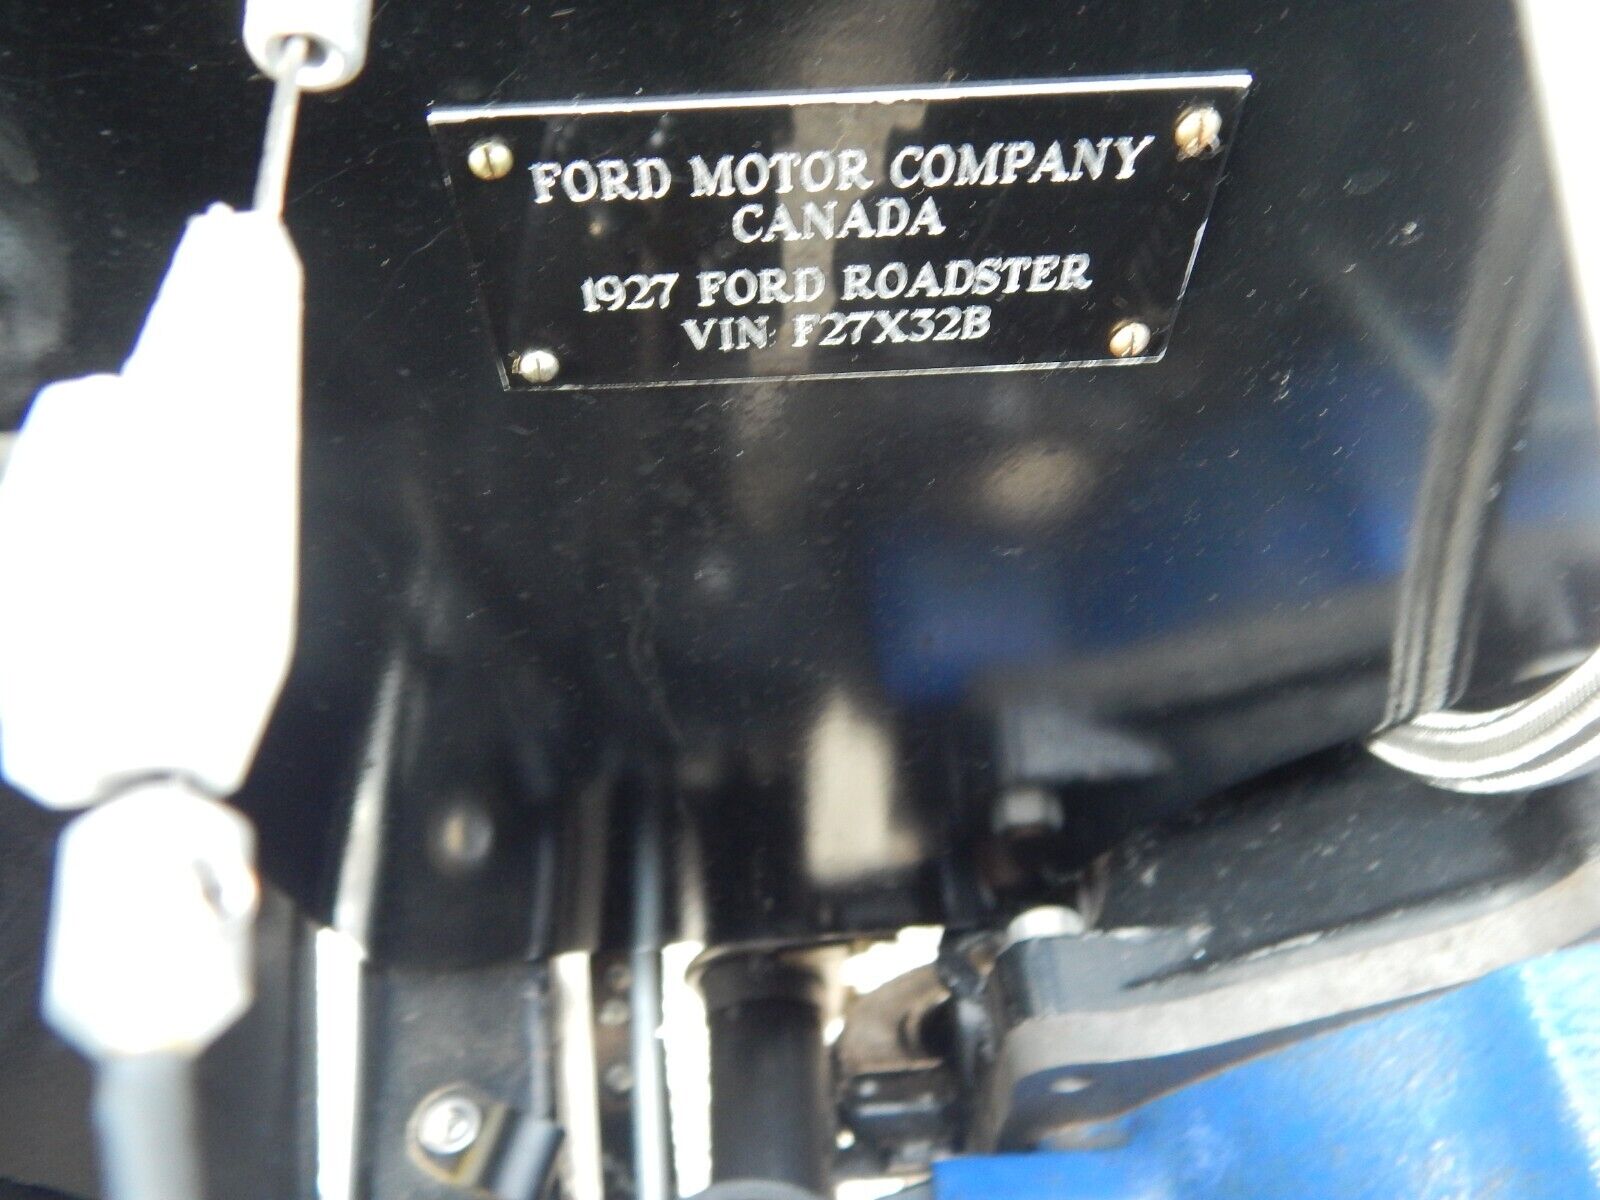 FORD MOTOR COMPANY
CANADA
1927 FORD ROADSTER
VIN F27X32B